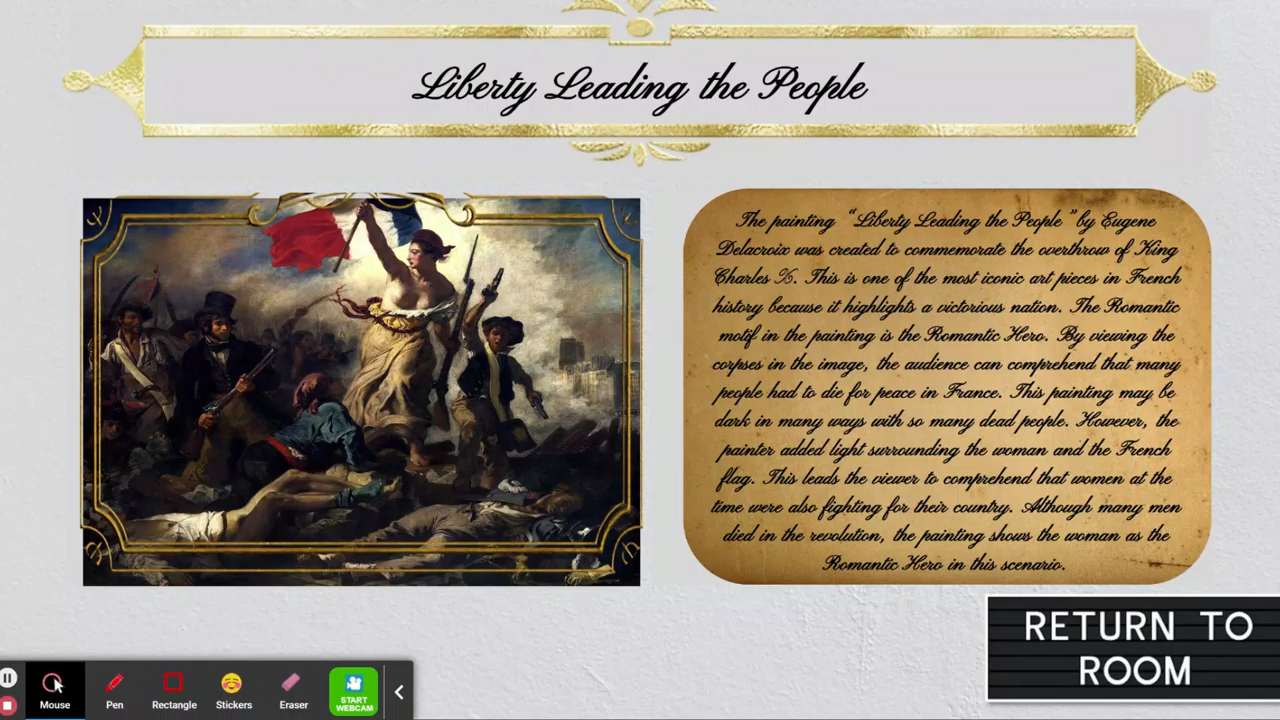 Liberty Leading the People
The painting “Liberty Leading the People” by Eugene
Delacroix was created to commemorate the overthrow of King
Charles X. This is one of the most iconic art pieces in French
history because it highlights a victorious nation. The Romantic
motif in the painting is the Romantic Hero. By viewing the
corpses in the image, the audience can comprehend that many
people had to die for peace in France. This painting may be
dark in many ways with so many dead people. However, the
painter added light surrounding the woman and the French
flag. This leads the viewer to comprehend that women at the
time were also fighting for their country. Although many men
died in the revolution, the painting shows the woman as the
Romantic Hero in this scenario.
RETURN TO
ROOM
Mouse
Pen
Rectangle
Stickers
Eraser
START
WEBCAM